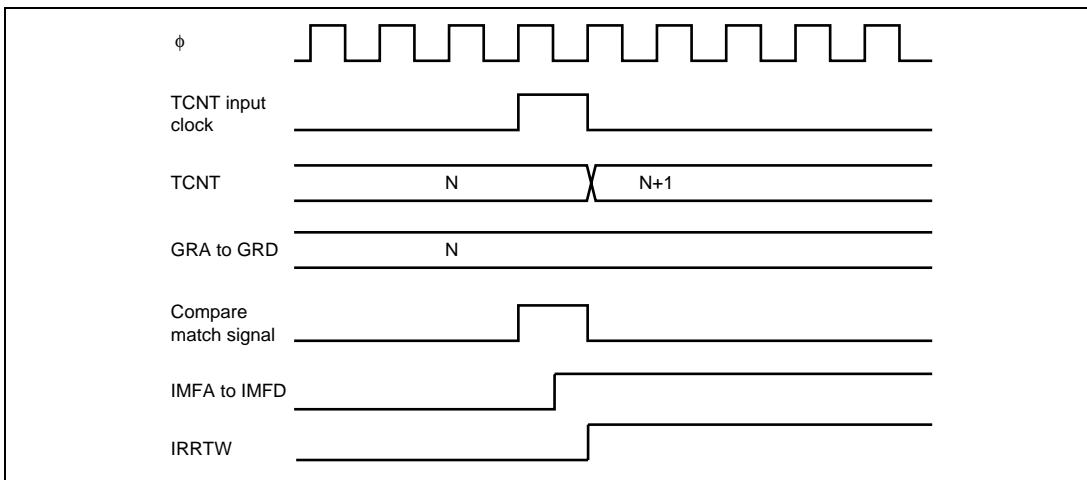 ϕ
TCNT input
clock
TCNT
N
N+1
GRA to GRD
N
Compare
match signal
IMFA to IMFD
IRRTW